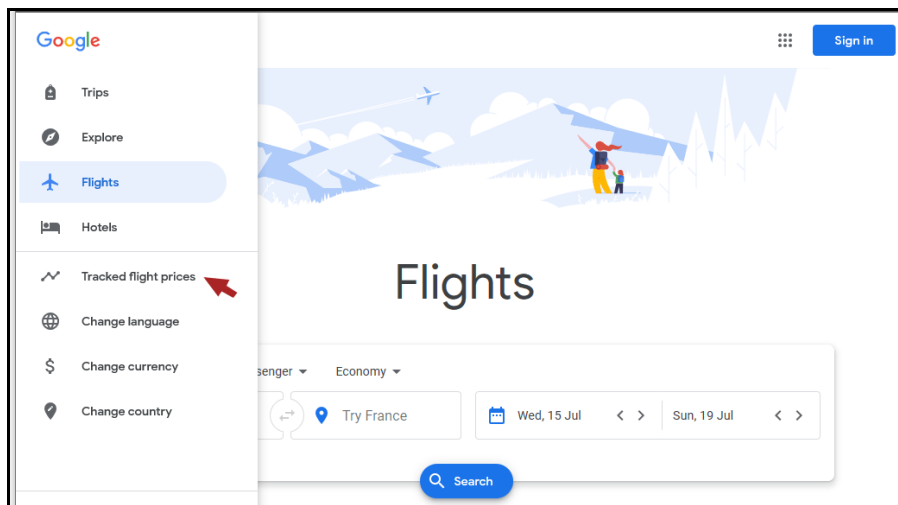 Google
Sign in
Trips
Explore
Flights
Hotels
Tracked flight prices
Change language
Change currency
Change country
Flights
senger
Economy
Try France
Wed, 15 Jul
Sun, 19 Jul
Search